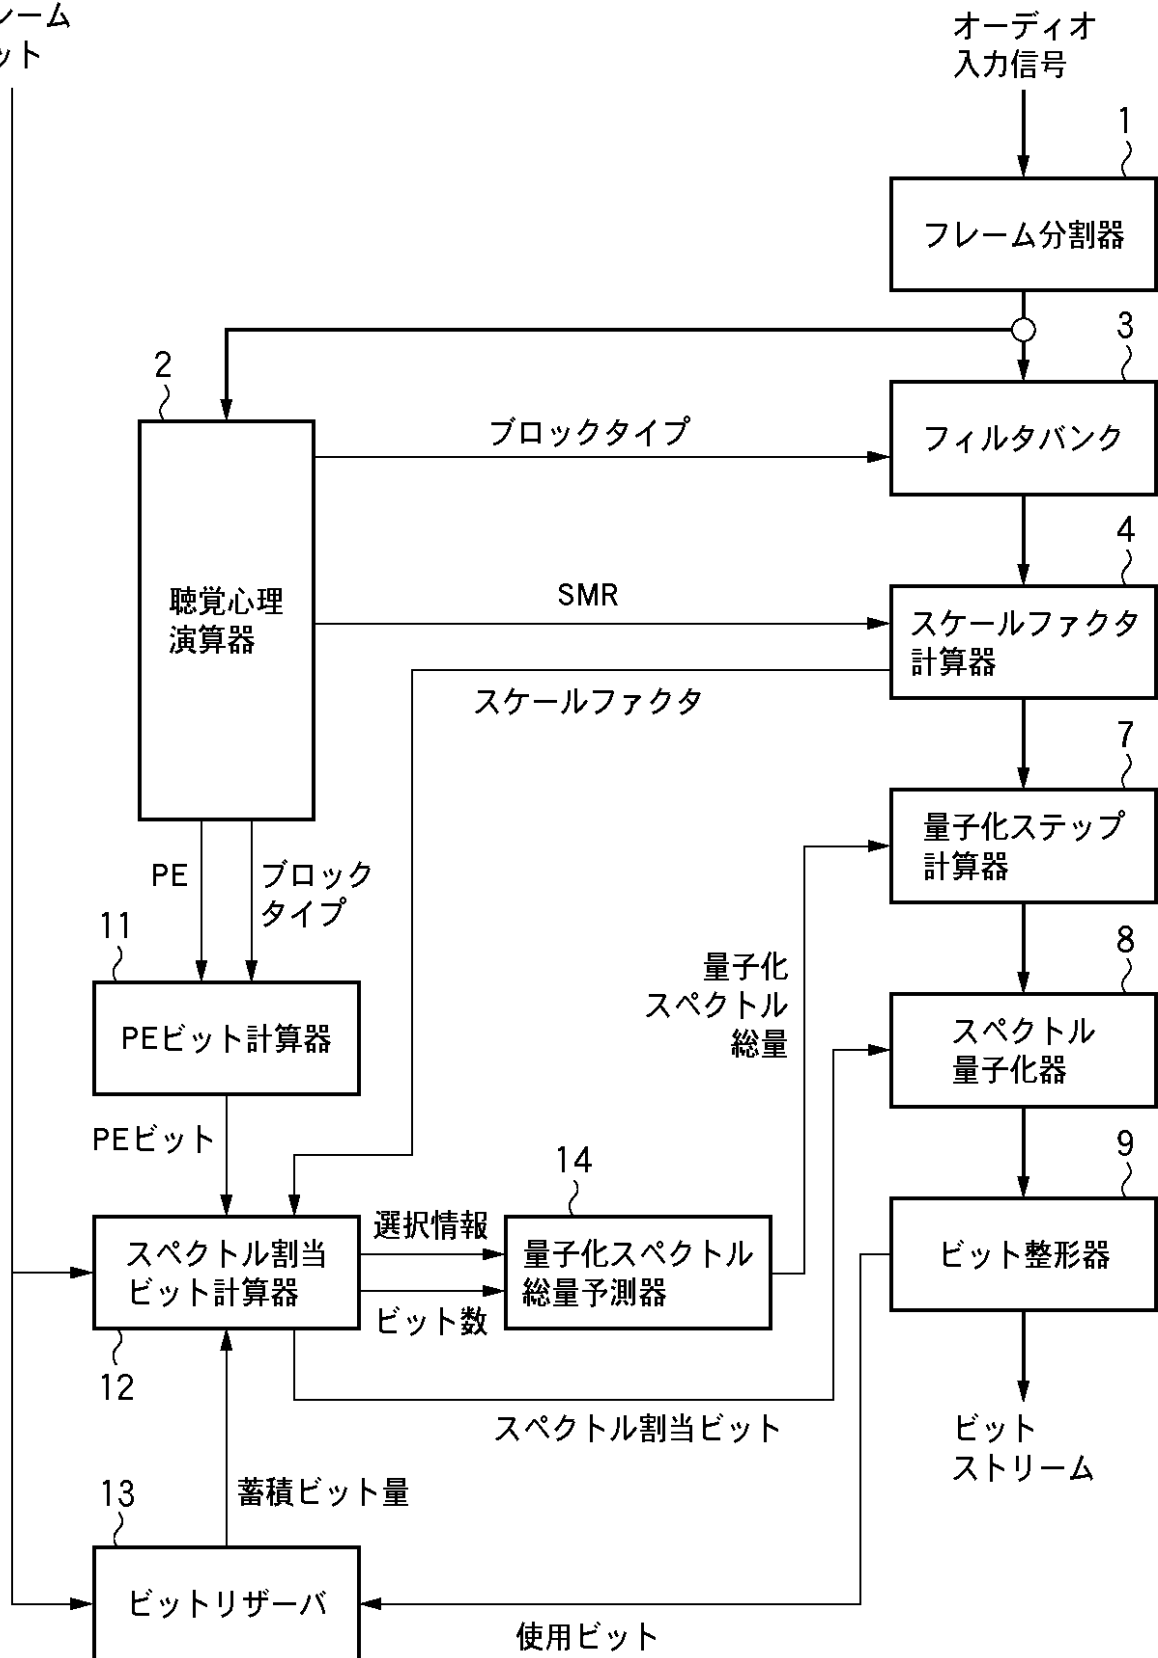 レーム
ット
オーディオ
入力信号
1
フレーム分割器
3
2
ブロックタイプ
フィルタバンク
4
聴覚心理
演算器
SMR
スケールファクタ
計算器
スケールファクタ
7
量子化ステップ
計算器
PE
ブロック
タイプ
11
8
量子化
スペクトル
総量
PEビット計算器
スペクトル
量子化器
PEビット
14
9
選択情報
スペクトル割当
ビット計算器
量子化スペクトル
総量予測器
ビット整形器
ビット数
12
スペクトル割当ビット
ビット
ストリーム
13
蓄積ビット量
ビットリザーバ
使用ビット